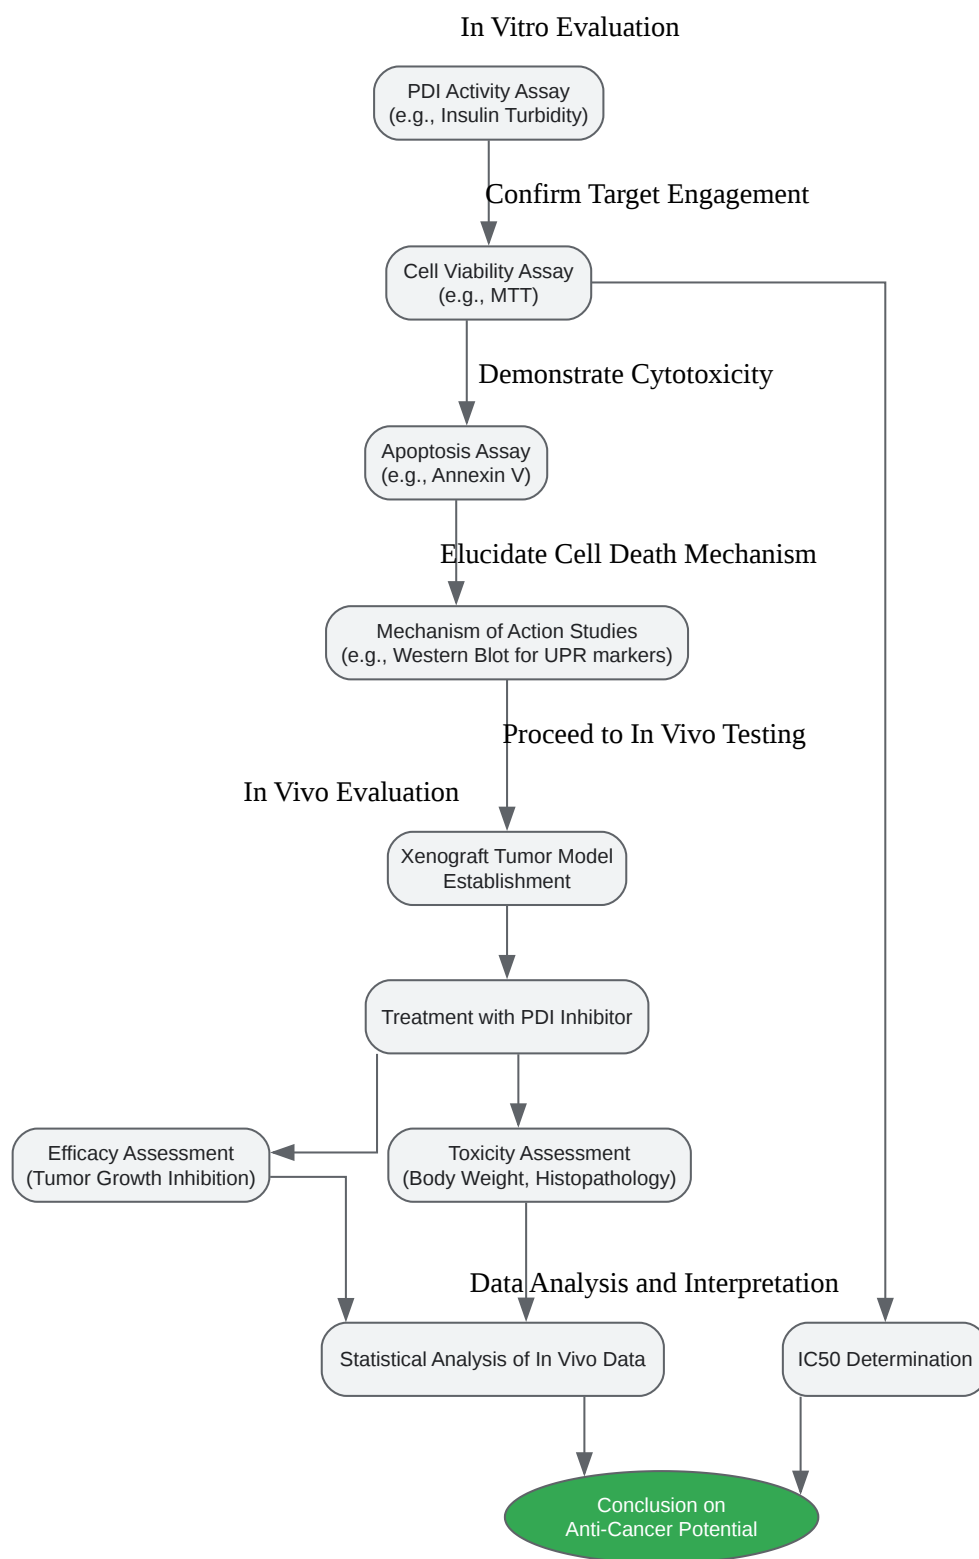 In Vitro Evaluation
PDI Activity Assay
(e.g., Insulin Turbidity)
Confirm Target Engagement
Cell Viability Assay
(e.g., MTT)
Demonstrate Cytotoxicity
Apoptosis Assay
(e.g., Annexin V)
Elucidate Cell Death Mechanism
Mechanism of Action Studies
(e.g., Western Blot for UPR markers)
Proceed to In Vivo Testing
In Vivo Evaluation
Xenograft Tumor Model
Establishment
Treatment with PDI Inhibitor
Efficacy Assessment
(Tumor Growth Inhibition)
Toxicity Assessment
(Body Weight, Histopathology)
Data Analysis and Interpretation
Statistical Analysis of In Vivo Data
IC50 Determination
Conclusion on
Anti-Cancer Potential